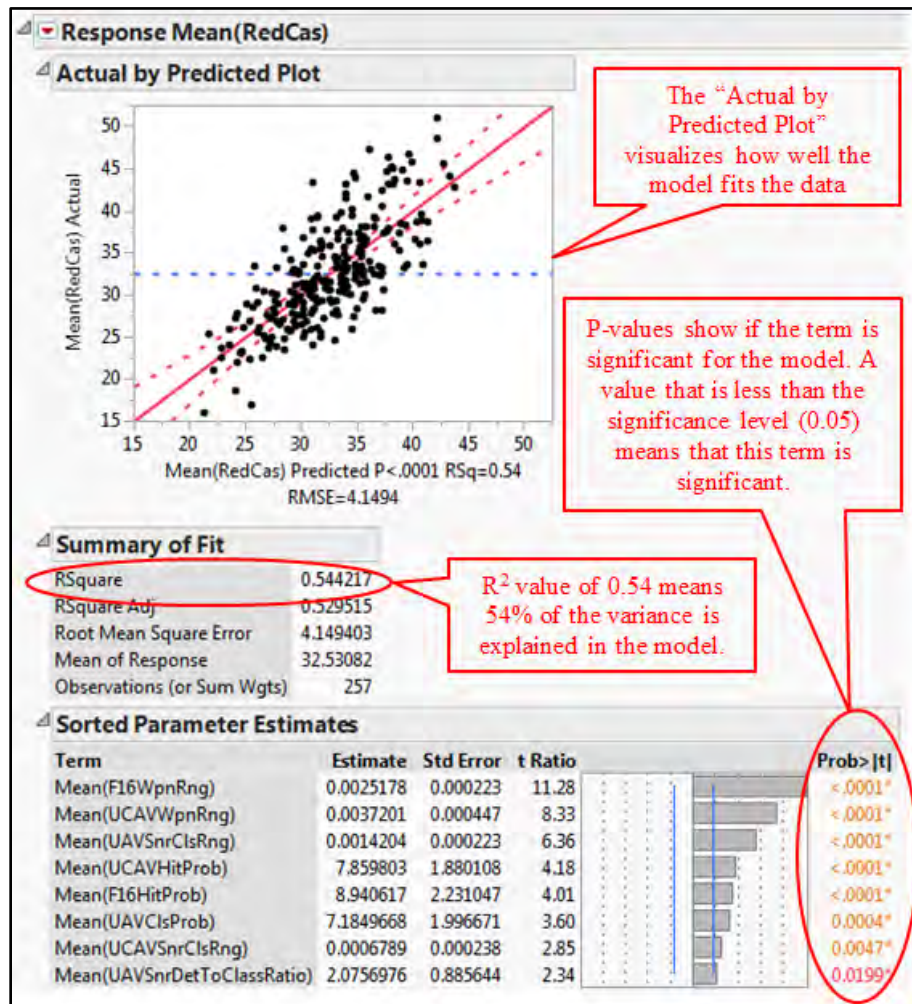 Response Mean(RedCas)
Actual by Predicted Plot
50
45
40
35
30
25
20
15
Mean(RedCas) Actual
15 20 25 30 35 40 45 50
Mean(RedCas) Predicted P<.0001 RSq=0.54
RMSE=4.1494
The “Actual by
Predicted Plot”
visualizes how well the
model fits the data
P-values show if the term is
significant for the model. A
value that is less than the
significance level (0.05)
means that this term is
significant.
Summary of Fit
RSquare 0.544217
RSquare Adj 0.529515
Root Mean Square Error 4.149403
Mean of Response 32.53082
Observations (or Sum Wgts) 257
R2 value of 0.54 means
54% of the variance is
explained in the model.
Sorted Parameter Estimates
Term Estimate Std Error t Ratio Prob>|t|
Mean(F16WpnRng) 0.0025178 0.000223 11.28 <.0001*
Mean(UCAVWpnRng) 0.0037201 0.000447 8.33 <.0001*
Mean(UAVSnrClsRng) 0.0014204 0.000223 6.36 <.0001*
Mean(UCAVHitProb) 7.859803 1.880108 4.18 <.0001*
Mean(F16HitProb) 8.940617 2.231047 4.01 <.0001*
Mean(UAVClsProb) 7.1849668 1.996671 3.60 0.0004*
Mean(UCAVSnrClsRng) 0.0006789 0.000238 2.85 0.0047*
Mean(UAVSnrDetToClassRatio) 2.0756976 0.885644 2.34 0.0199*